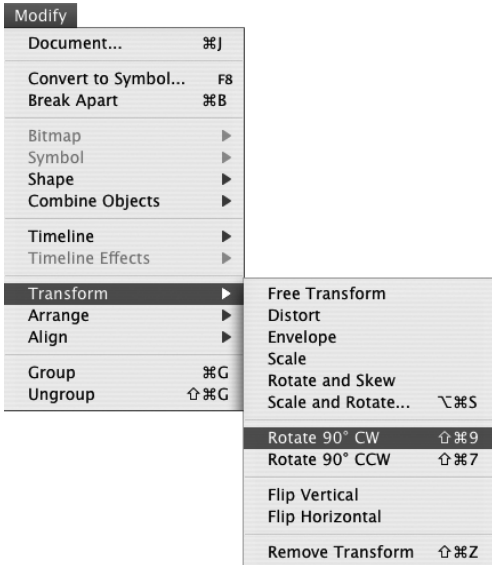 Modify
Document... ⌘J
Convert to Symbol... F8
Break Apart ⌘B
Bitmap
Symbol
Shape
Combine Objects
Timeline
Timeline Effects
Transform
Arrange
Align
Group ⌘G
Ungroup ⇧⌘G
Free Transform
Distort
Envelope
Scale
Rotate and Skew
Scale and Rotate... ⌥⌘S
Rotate 90° CW ⇧⌘9
Rotate 90° CCW ⇧⌘7
Flip Vertical
Flip Horizontal
Remove Transform ⇧⌘Z